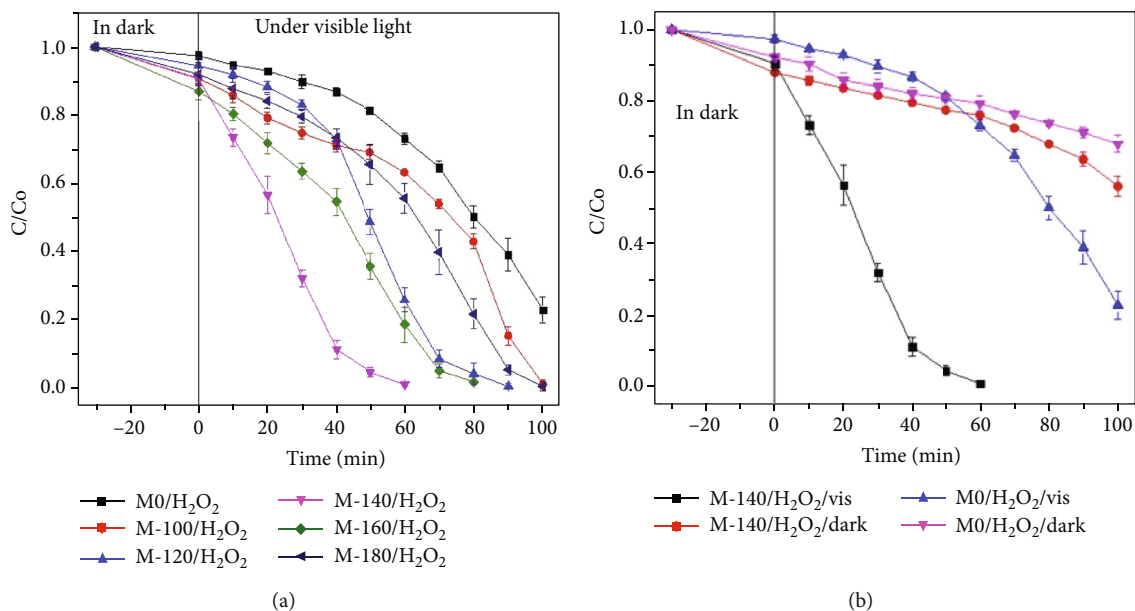 In dark Under visible light
1.0
0.8
0.6
0.4
0.2
0.0
C/Co
−20 0 20 40 60 80 100
Time (min)
M0/H₂O₂ M-140/H₂O₂
M-100/H₂O₂ M-160/H₂O₂
M-120/H₂O₂ M-180/H₂O₂
(a)
In dark
1.0
0.8
0.6
0.4
0.2
0.0
C/Co
−20 0 20 40 60 80 100
Time (min)
M-140/H₂O₂/vis M0/H₂O₂/vis
M-140/H₂O₂/dark M0/H₂O₂/dark
(b)